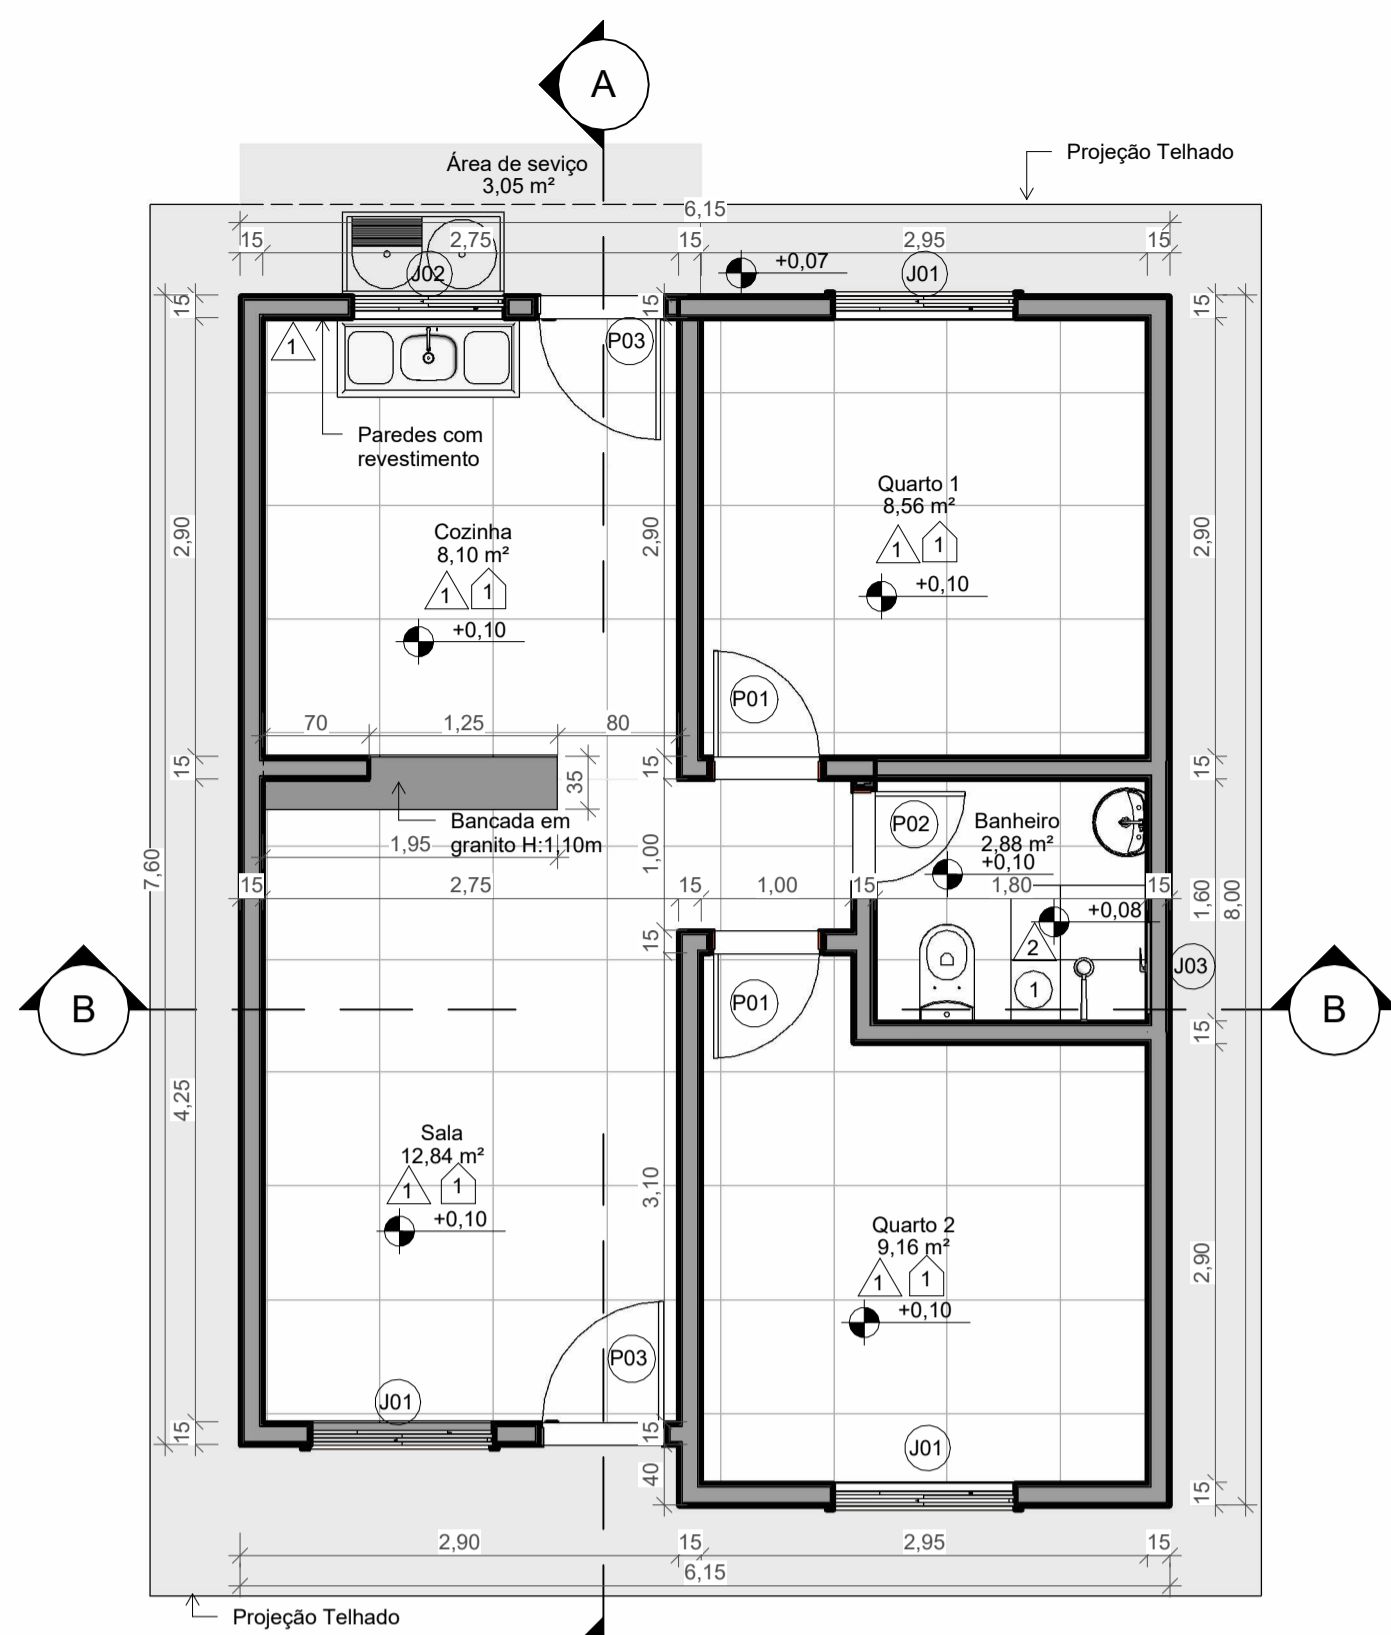 A
Área de seviço
3,05 m²
Projeção Telhado
6,15
15
2,75
15
2,95
15
+0,07
J02
J01
15
15
15
1
P03
Paredes com
revestimento
Quarto 1
8,56 m²
1
1
+0,10
2,90
2,90
2,90
Cozinha
8,10 m²
1
1
+0,10
P01
70
1,25
80
15
15
15
35
Bancada em
granito H:1,10m
1,95
P02
Banheiro
2,88 m²
+0,10
7,60
1,00
15
2,75
15
1,00
15
1,80
15
1,60
8,00
+0,08
15
2
J03
B
P01
1
B
15
4,25
Sala
12,84 m²
1
1
+0,10
3,10
Quarto 2
9,16 m²
1
1
+0,10
2,90
P03
J01
15
15
J01
40
15
2,90
15
2,95
15
6,15
Projeção Telhado